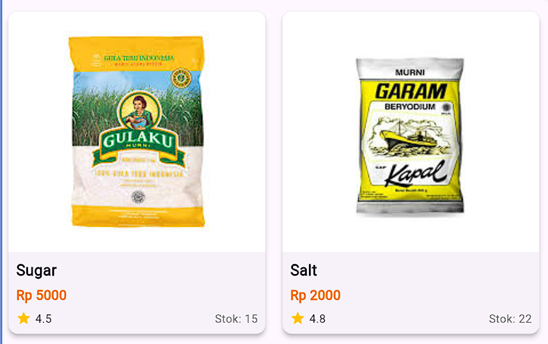 GULA TEBU INDONESIA
GULAKU
MURNI
100% GULA TEBU INDONESIA
MURNI
GARAM
BERYODIUM
CAP
Kapal
Sugar
Rp 5000
4.5
Stok: 15
Salt
Rp 2000
4.8
Stok: 22